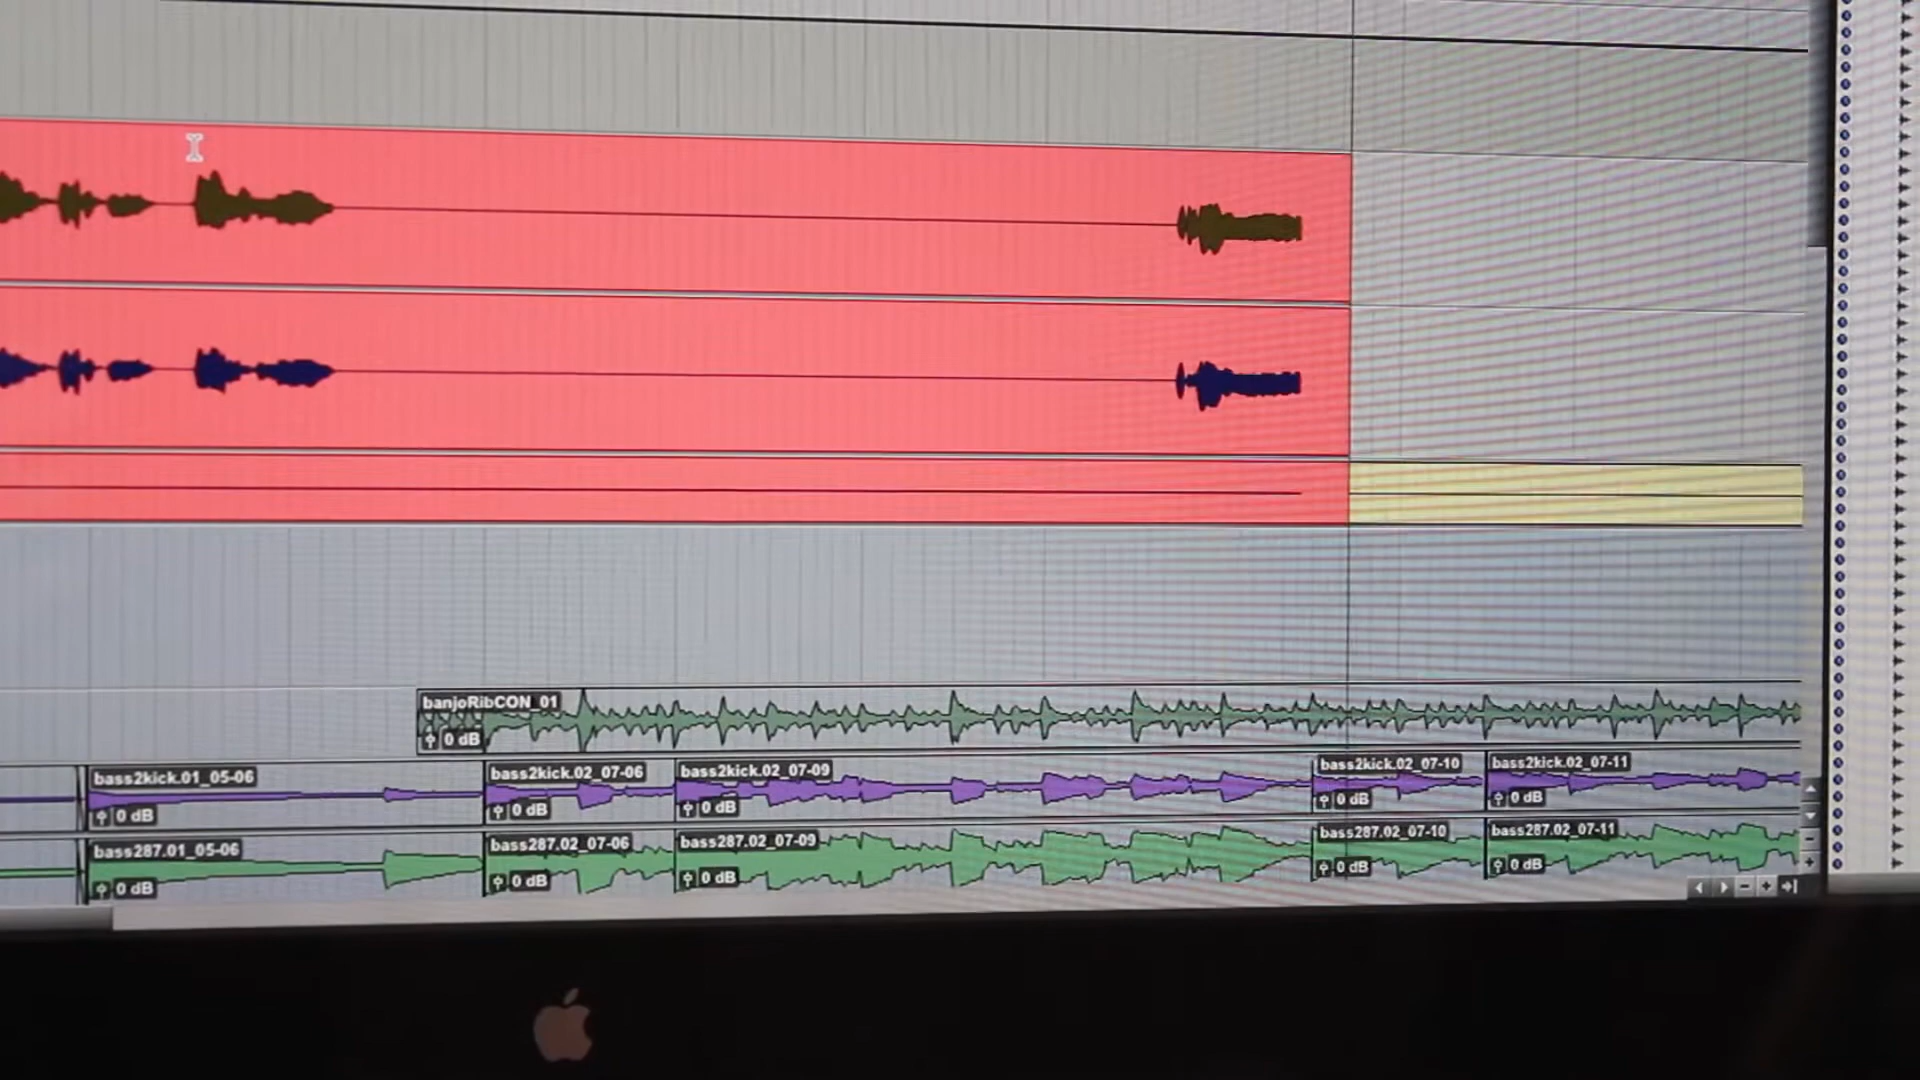 banjoRibCON_01
0 dB
bass2kick.01_05-06
0 dB
bass2kick.02_07-06
0 dB
bass2kick.02_07-09
0 dB
bass2kick.02_07-10
0 dB
bass2kick.02_07-11
0 dB
bass287.01_05-06
0 dB
bass287.02_07-06
0 dB
bass287.02_07-09
0 dB
bass287.02_07-10
0 dB
bass287.02_07-11
0 dB